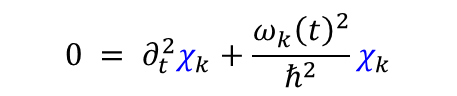 0 = ∂ₜ²χₖ + ωₖ(t)²/ħ² χₖ